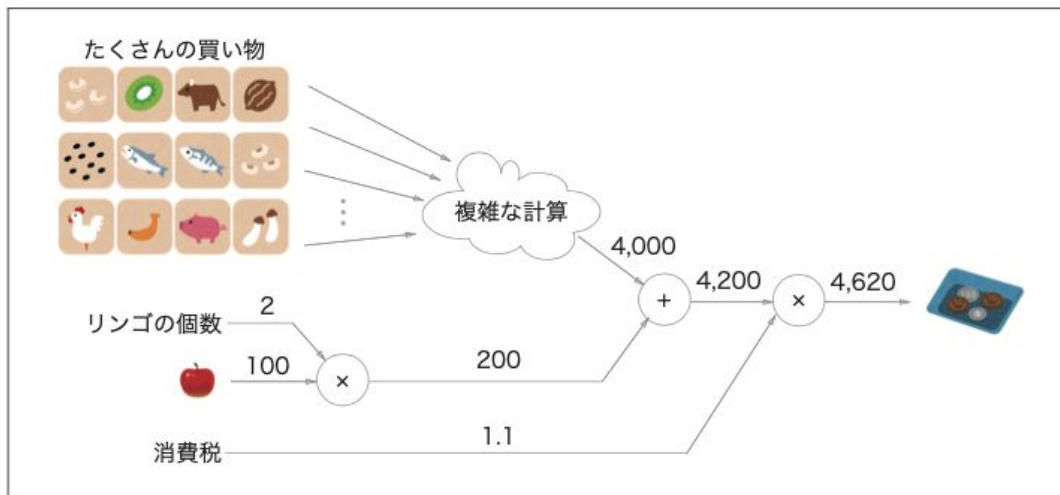 たくさんの買い物
複雑な計算
4,000
4,200
4,620
+
×
リンゴの個数
2
100
×
200
消費税
1.1